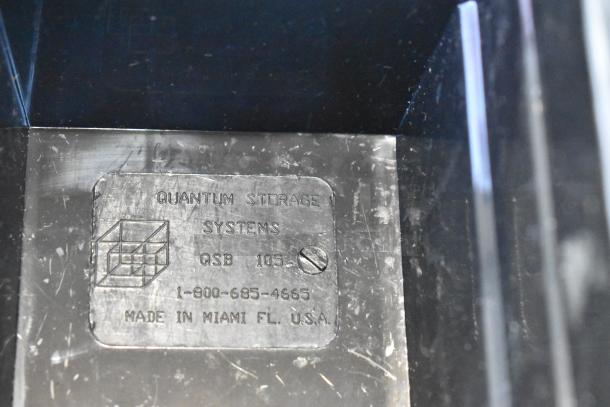 QUANTUM STORAGE
SYSTEMS
QSB 105
1-800-685-4665
MADE IN MIAMI FL. U.S.A.